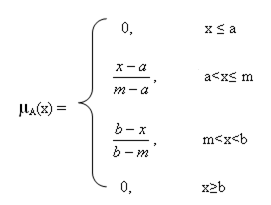 0, x ≤ a
x − a
m − a , a<x≤ m
μA(x) =
b − x
b − m , m<x<b
0, x≥b